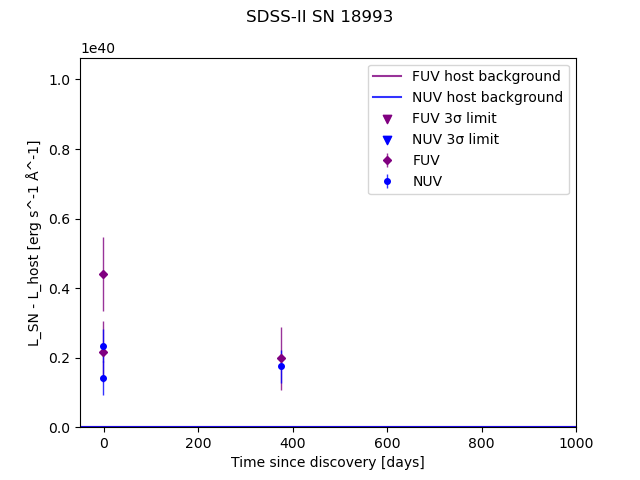 SDSS-II SN 18993
1e40
1.0
0.8
0.6
0.4
0.2
0.0
L_SN - L_host [erg s^-1 Å^-1]
FUV host background
NUV host background
FUV 3σ limit
NUV 3σ limit
FUV
NUV
0 200 400 600 800 1000
Time since discovery [days]